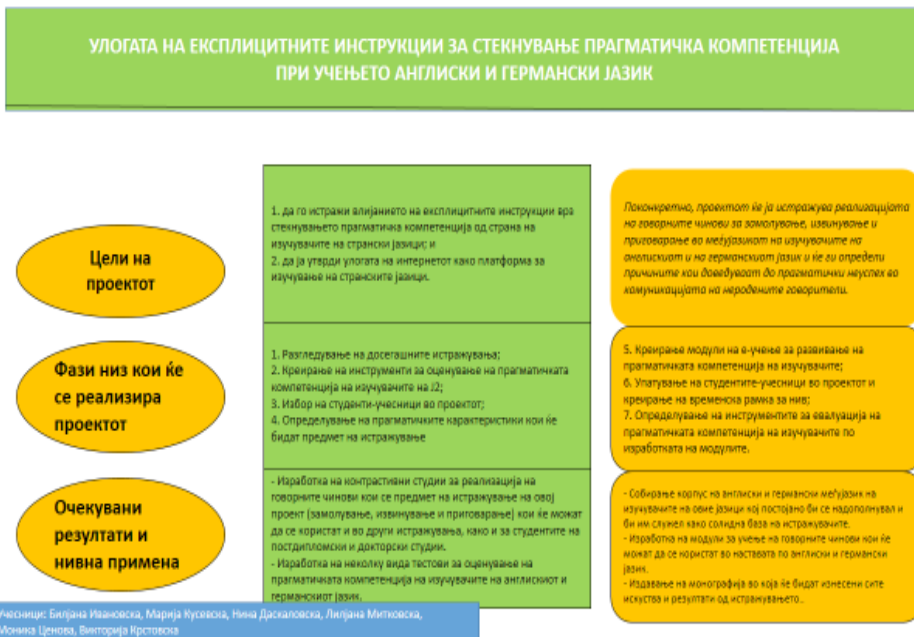 УЛОГАТА НА ЕКСПЛИЦИТНИТЕ ИНСТРУКЦИИ ЗА СТЕКНУВАЊЕ ПРАГМАТИЧКА КОМПЕТЕНЦИЈА
ПРИ УЧЕЊЕТО АНГЛИСКИ И ГЕРМАНСКИ ЈАЗИК
Цели на
проектот
1. да го истражи влијанието на експлицитните инструкции врз
стекнувањето прагматичка компетенција од страна на
изучувачите на странски јазици; и
2. да ја утврди улогата на интернетот како платформа за
изучување на странските јазици.
Поконкретно, проектот ќе ја истражува реализацијата
на говорните чинови за замолување, извинување и
приговарање во меѓујазикот на изучувачите на
англискиот и на германскиот јазик и ќе ги определи
причините кои доведуваат до прагматички неуспех во
комуникацијата на неродените говорители.
Фази низ кои ќе
се реализира
проектот
1. Разгледување на досегашните истражувања;
2. Креирање на инструменти за оценување на прагматичката
компетенција на изучувачите на Ј2;
3. Избор на студенти-учесници во проектот;
4. Определување на прагматичките карактеристики кои ќе
бидат предмет на истражување
5. Креирање модули на е-учење за развивање на
прагматичката компетенција на изучувачите;
6. Упатување на студентите-учесници во проектот и
креирање на временска рамка за нив;
7. Определување на инструментите за евалуација на
прагматичката компетенција на изучувачите по
изработката на модулите.
Очекувани
резултати и
нивна примена
- Изработка на контрастивни студии за реализација на
говорните чинови кои се предмет на истражување на овој
проект (замолување, извинување и приговарање) кои ќе можат
да се користат и во други истражувања, како и за студентите на
постдипломски и докторски студии.
- Изработка на неколку вида тестови за оценување на
прагматичката компетенција на изучувачите на англискиот и
германскиот јазик.
- Собирање корпус на англиски и германски меѓујазик на
изучувачите на овие јазици кој постојано би се надополнувал и
би им служел како солидна база на истражувачите.
- Изработка на модули за учење на говорните чинови кои ќе
можат да се користат во наставата по англиски и германски
јазик.
- Издавање на монографија во која ќе бидат изнесени сите
искуства и резултати од истражувањето..
Учесници: Билјана Ивановска, Марија Кусевска, Нина Даскаловска, Лилјана Митковска,
Моника Ценова, Викторија Крстовска